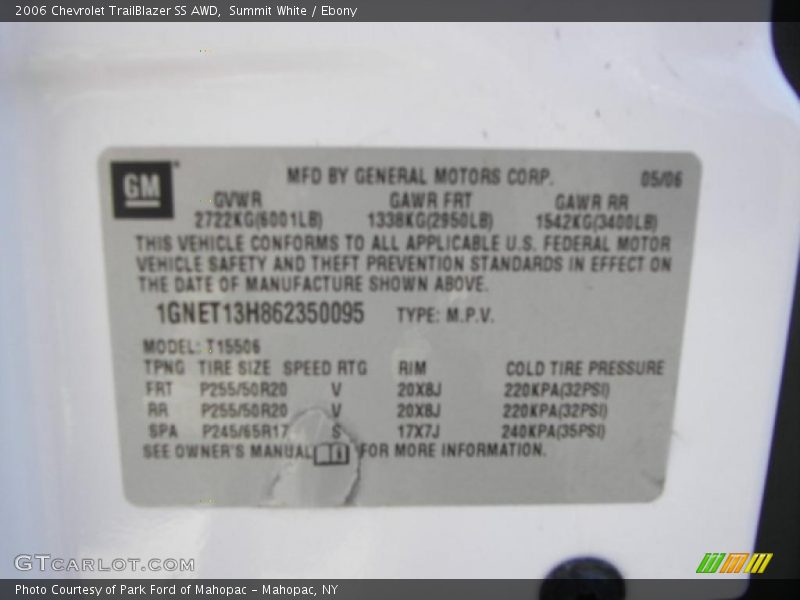 2006 Chevrolet TrailBlazer SS AWD, Summit White / Ebony
GM
MFD BY GENERAL MOTORS CORP. 05/06
GVWR GAWR FRT GAWR RR
2722KG(6001LB) 1338KG(2950LB) 1542KG(3400LB)
THIS VEHICLE CONFORMS TO ALL APPLICABLE U.S. FEDERAL MOTOR
VEHICLE SAFETY AND THEFT PREVENTION STANDARDS IN EFFECT ON
THE DATE OF MANUFACTURE SHOWN ABOVE.
1GNET13H862350095 TYPE: M.P.V.
MODEL: T15506
TPNG TIRE SIZE SPEED RTG RIM COLD TIRE PRESSURE
FRT P255/50R20 V 20X8J 220KPA(32PSI)
RR P255/50R20 V 20X8J 220KPA(32PSI)
SPA P245/65R17 S 17X7J 240KPA(35PSI)
SEE OWNER'S MANUAL FOR MORE INFORMATION.
GTCARLOT.COM
Photo Courtesy of Park Ford of Mahopac - Mahopac, NY